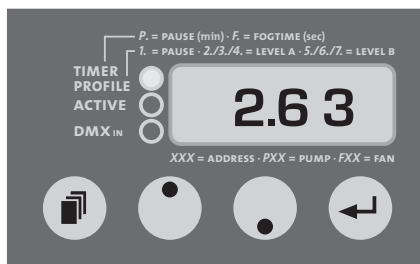 P. = PAUSE (min) · F. = FOGTIME (sec)
1. = PAUSE · 2./3./4. = LEVEL A · 5./6./7. = LEVEL B
TIMER
PROFILE
ACTIVE
DMX IN
2.6 3
XXX = ADDRESS · PXX = PUMP · FXX = FAN